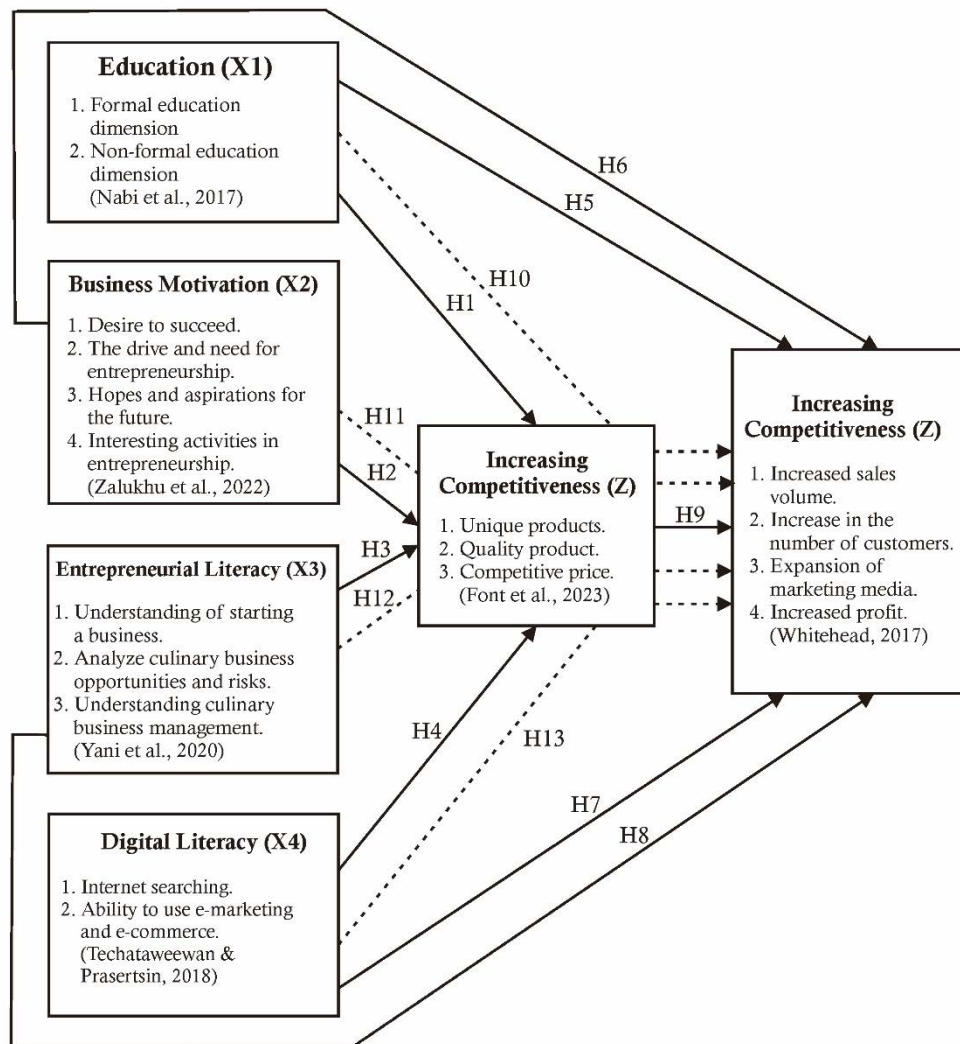 Education (X1)
1. Formal education
dimension
2. Non-formal education
dimension
(Nabi et al., 2017)
H6
H5
H10
H1
Business Motivation (X2)
1. Desire to succeed.
2. The drive and need for
entrepreneurship.
3. Hopes and aspirations for
the future.
4. Interesting activities in
entrepreneurship.
(Zalukhu et al., 2022)
H11
H2
Increasing
Competitiveness (Z)
1. Unique products.
2. Quality product.
3. Competitive price.
(Font et al., 2023)
H9
Increasing
Competitiveness (Z)
1. Increased sales
volume.
2. Increase in the
number of customers.
3. Expansion of
marketing media.
4. Increased profit.
(Whitehead, 2017)
H3
H12
Entrepreneurial Literacy (X3)
1. Understanding of starting
a business.
2. Analyze culinary business
opportunities and risks.
3. Understanding culinary
business management.
(Yani et al., 2020)
H4
H13
H7
H8
Digital Literacy (X4)
1. Internet searching.
2. Ability to use e-marketing
and e-commerce.
(Techataweewan &
Prasertsin, 2018)